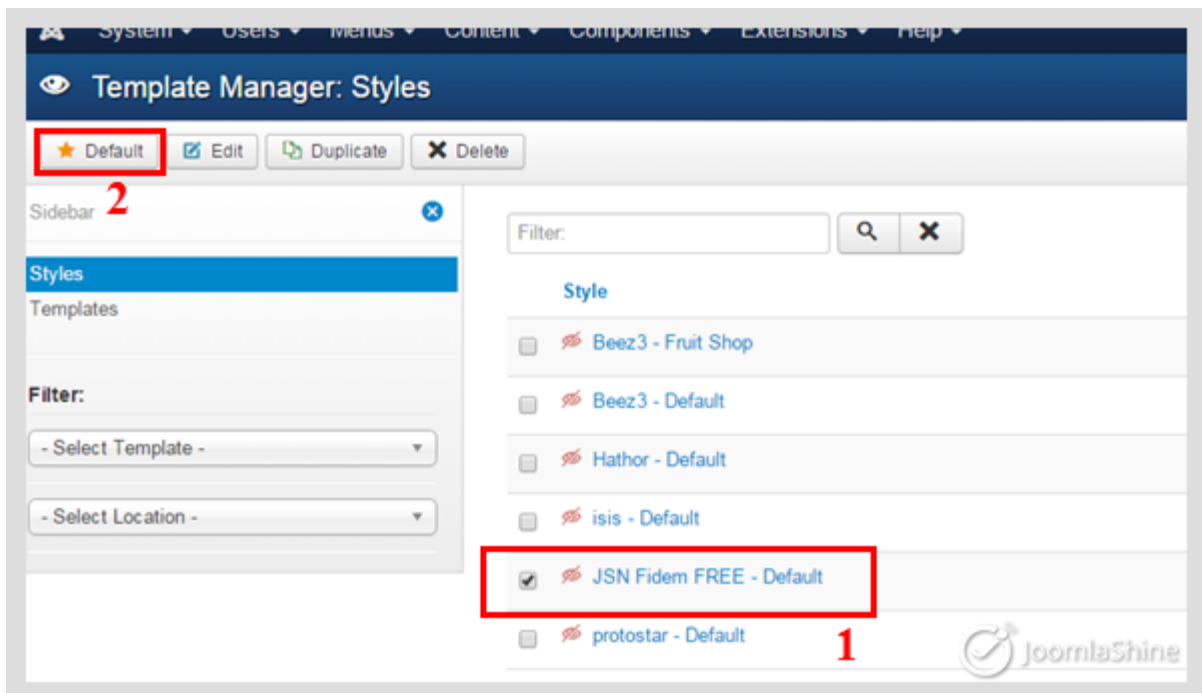 System Users Menus Content Components Extensions Help
Template Manager: Styles
Default Edit Duplicate Delete
2
Sidebar
Filter:
Styles
Templates
Style
Beez3 - Fruit Shop
Filter:
Beez3 - Default
- Select Template -
Hathor - Default
- Select Location -
isis - Default
JSN Fidem FREE - Default
protostar - Default
1
JoomlaShine